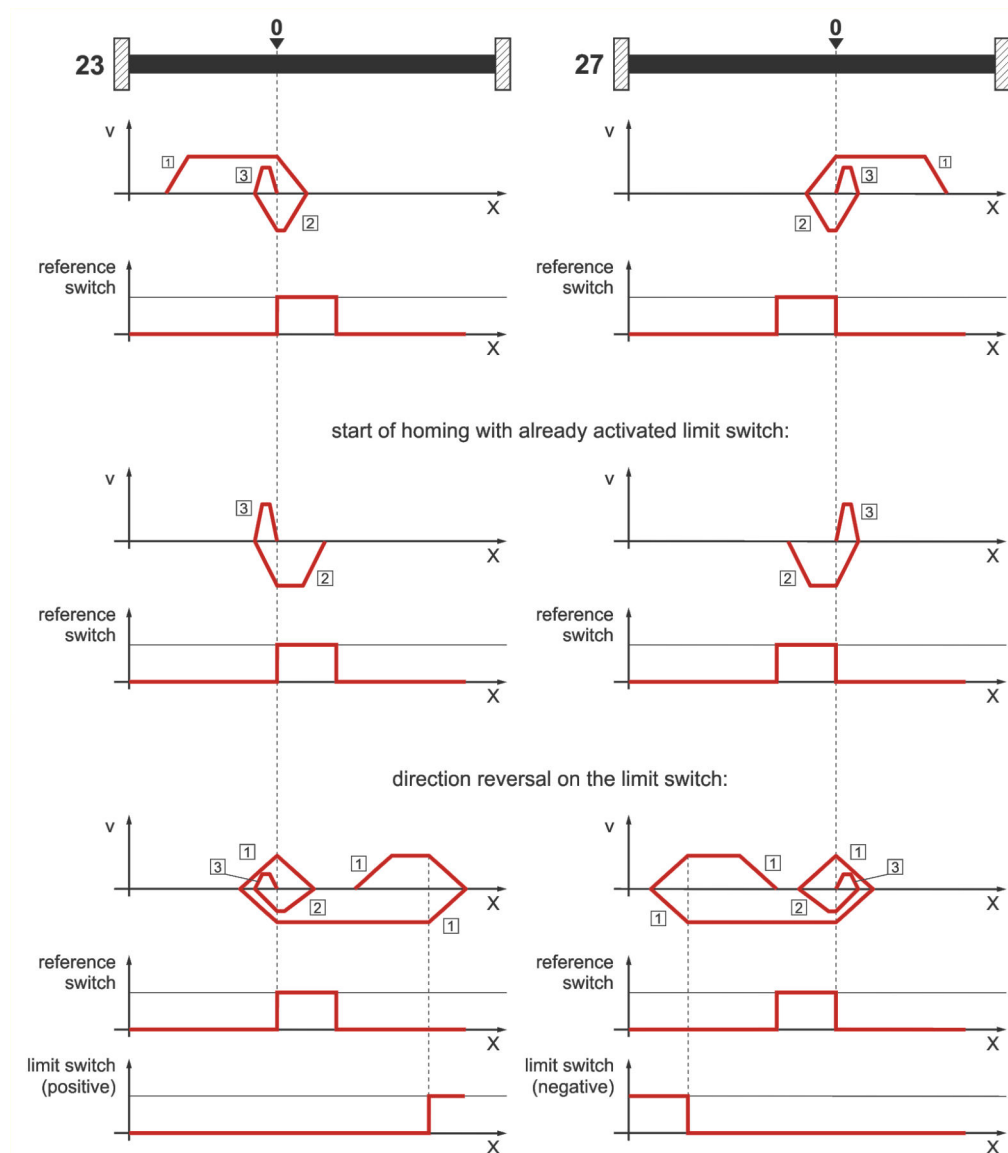 0
0
23
27
v
1
3
2
X
v
1
3
2
X
reference
switch
X
reference
switch
X
start of homing with already activated limit switch:
v
3
2
X
v
3
2
X
reference
switch
X
reference
switch
X
direction reversal on the limit switch:
v
1
3
1
2
1
X
v
1
1
3
2
1
X
reference
switch
X
reference
switch
X
limit switch
(positive)
X
limit switch
(negative)
X